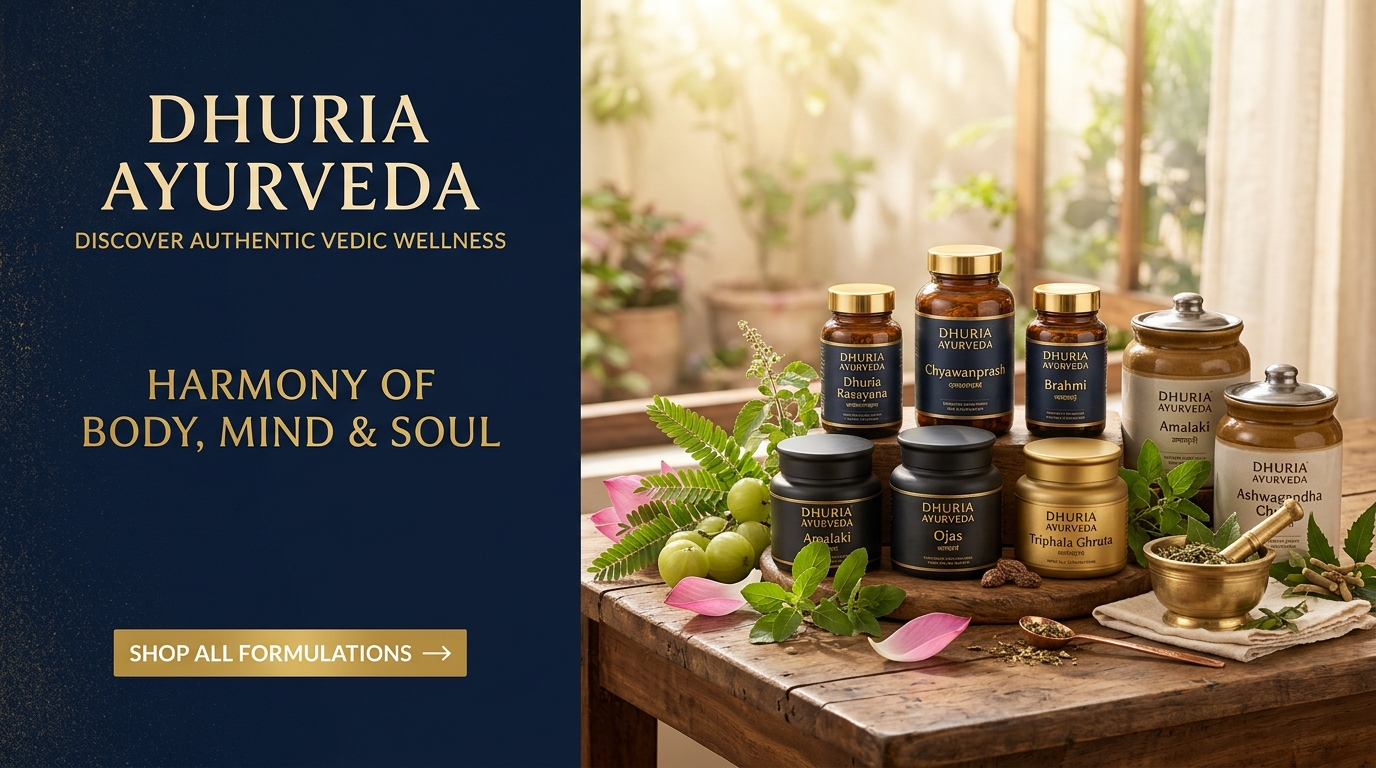 DHURIA
AYURVEDA
DISCOVER AUTHENTIC VEDIC WELLNESS
HARMONY OF
BODY, MIND & SOUL
SHOP ALL FORMULATIONS →
DHURIA
AYURVEDA
Dhuria
Rasayana
DHURIA
AYURVEDA
Chyawanprash
DHURIA
AYURVEDA
Brahmi
DHURIA
AYURVEDA
Amalaki
DHURIA
AYURVEDA
Ashwagandha
DHURIA
AYURVEDA
Amalaki
DHURIA
AYURVEDA
Ojas
DHURIA
AYURVEDA
Triphala Ghruta